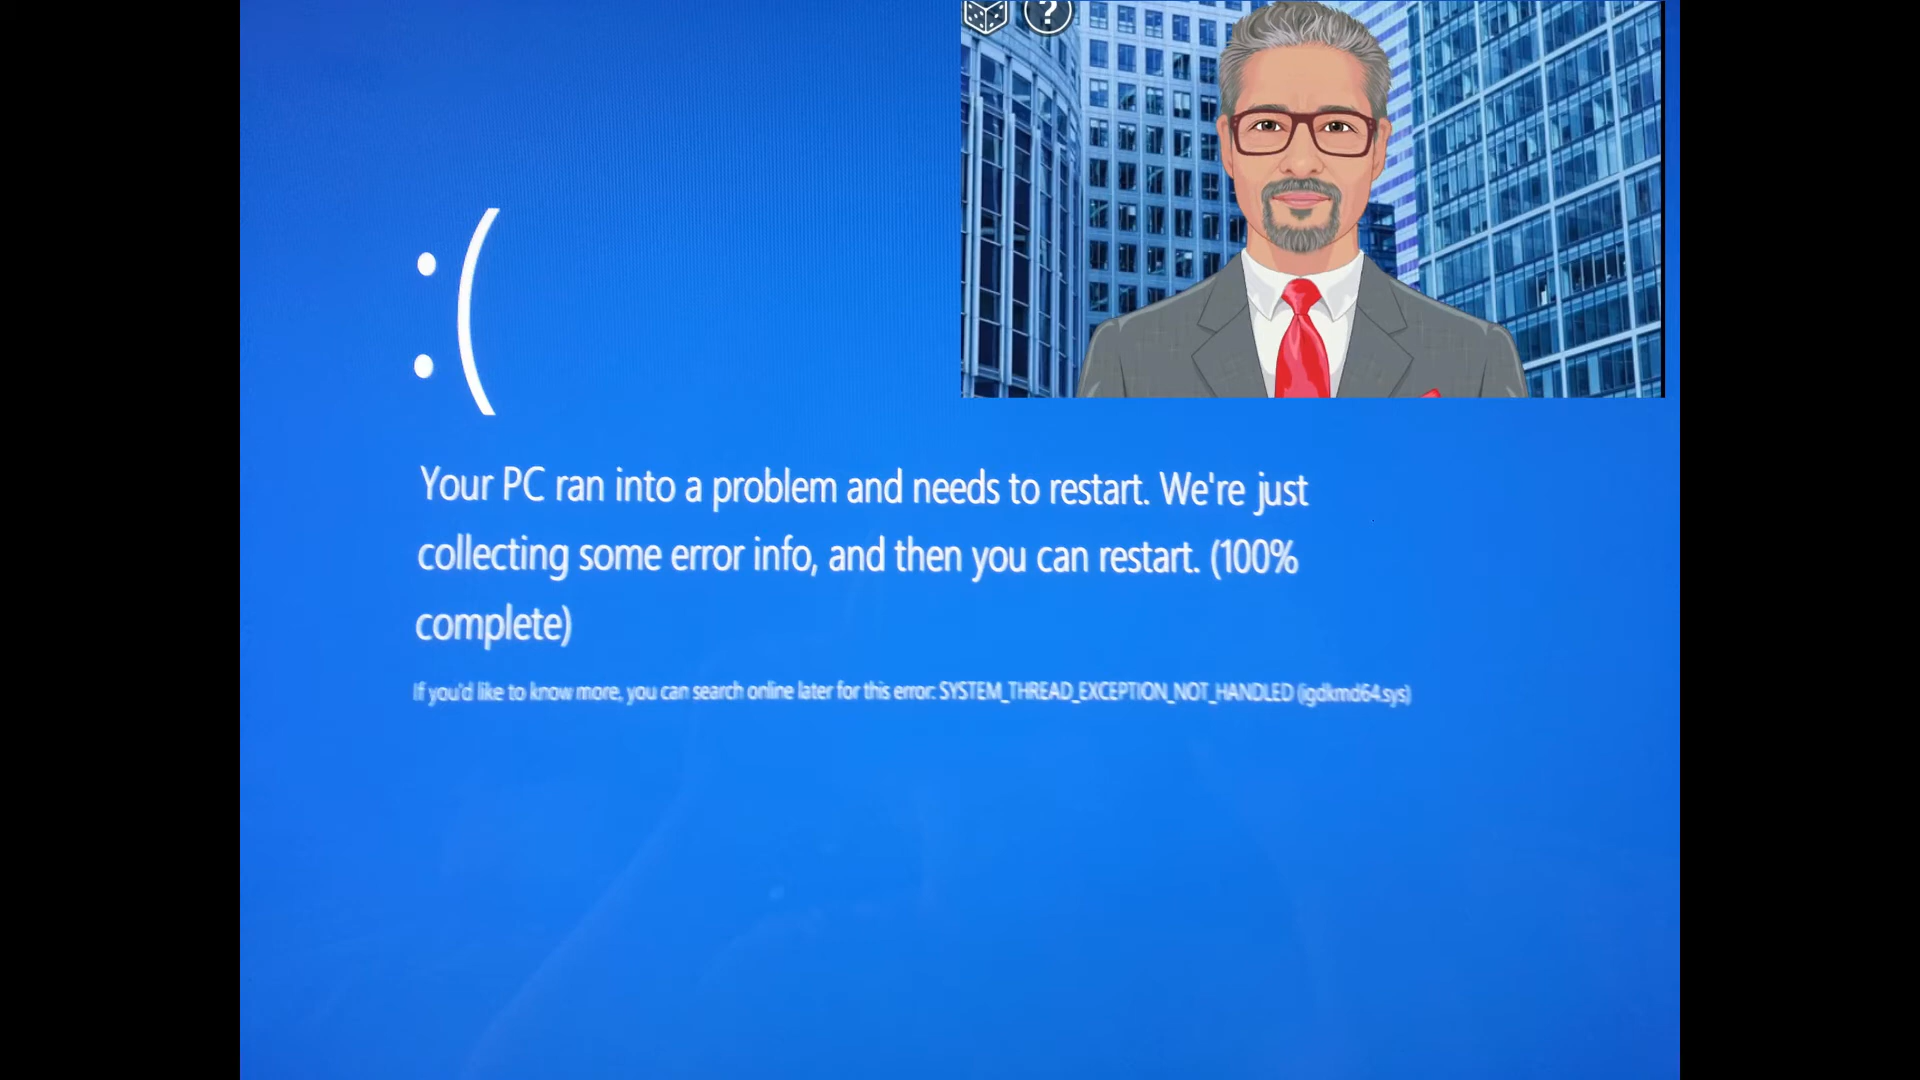 ?
:(
Your PC ran into a problem and needs to restart. We're just
collecting some error info, and then you can restart. (100%
complete)
If you'd like to know more, you can search online later for this error: SYSTEM_THREAD_EXCEPTION_NOT_HANDLED (igdkmd64.sys)